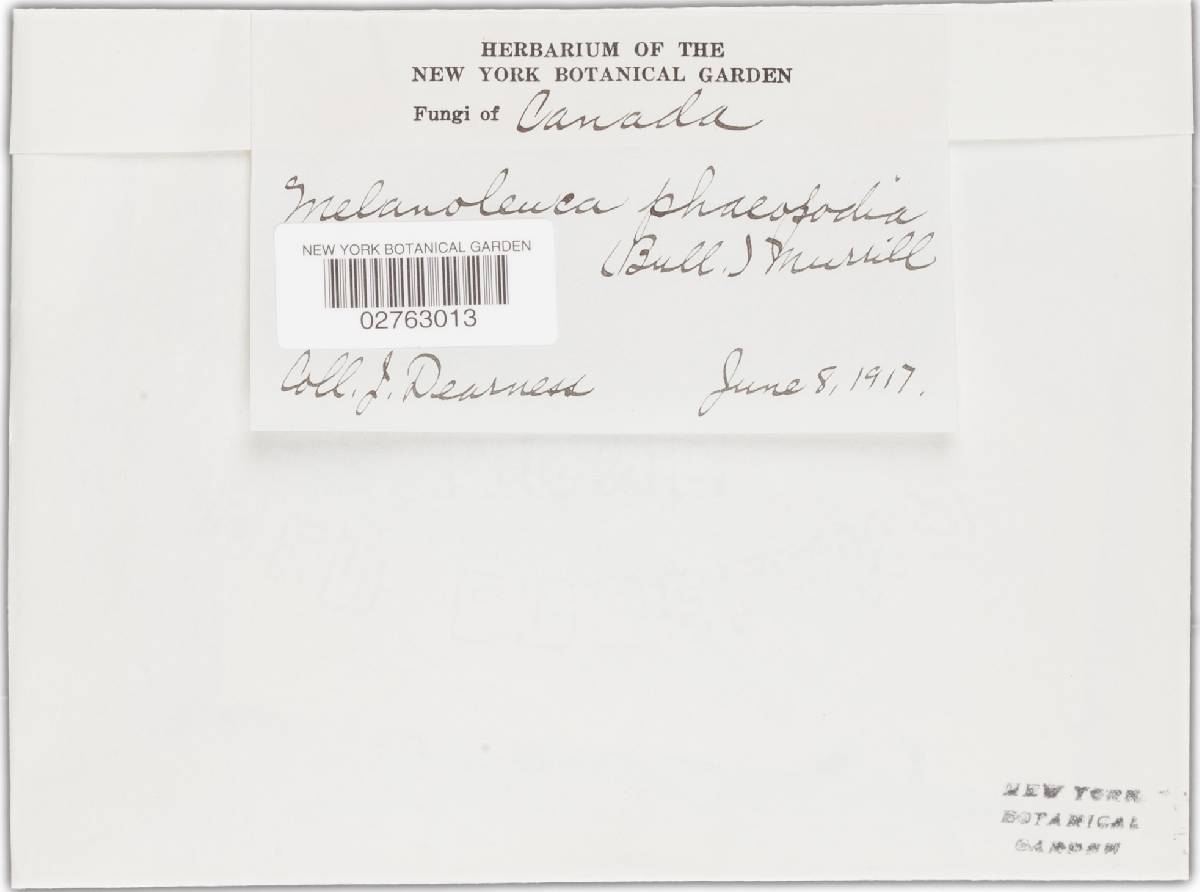 HERBARIUM OF THE
NEW YORK BOTANICAL GARDEN
Fungi of Canada
Melanoleuca phaeopodia
(Bull.) Murrill
NEW YORK BOTANICAL GARDEN
02763013
Coll. J. Dearness June 8, 1917.
NEW YORK
BOTANICAL
GARDEN